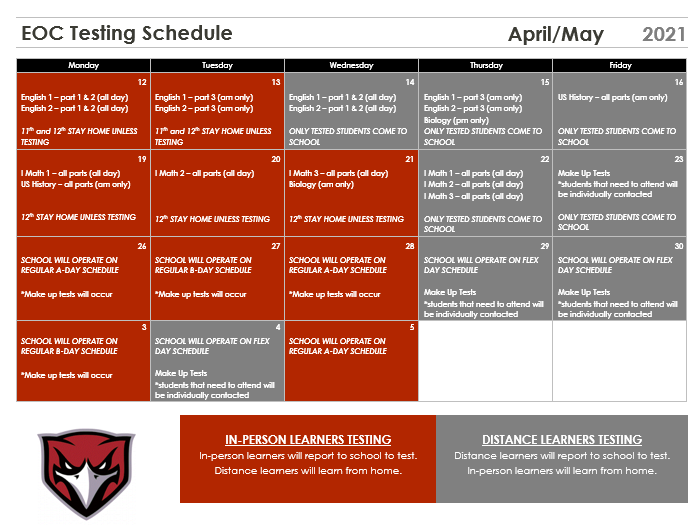 EOC Testing Schedule
April/May 2021
Monday Tuesday Wednesday Thursday Friday
12
English 1 – part 1 & 2 (all day)
English 2 – part 1 & 2 (all day)
11th and 12th STAY HOME UNLESS
TESTING
13
English 1 – part 3 (am only)
English 2 – part 3 (am only)
11th and 12th STAY HOME UNLESS
TESTING
14
English 1 – part 1 & 2 (all day)
English 2 – part 1 & 2 (all day)
ONLY TESTED STUDENTS COME TO
SCHOOL
15
English 1 – part 3 (am only)
English 2 – part 3 (am only)
Biology (pm only)
ONLY TESTED STUDENTS COME TO
SCHOOL
16
US History – all parts (am only)
ONLY TESTED STUDENTS COME TO
SCHOOL
19
I Math 1 – all parts (all day)
US History – all parts (am only)
12th STAY HOME UNLESS TESTING
20
I Math 2 – all parts (all day)
12th STAY HOME UNLESS TESTING
21
I Math 3 – all parts (all day)
Biology (am only)
12th STAY HOME UNLESS TESTING
22
I Math 1 – all parts (all day)
I Math 2 – all parts (all day)
I Math 3 – all parts (all day)
ONLY TESTED STUDENTS COME TO
SCHOOL
23
Make Up Tests
*students that need to attend will
be individually contacted
ONLY TESTED STUDENTS COME TO
SCHOOL
26
SCHOOL WILL OPERATE ON
REGULAR A-DAY SCHEDULE
*Make up tests will occur
27
SCHOOL WILL OPERATE ON
REGULAR B-DAY SCHEDULE
*Make up tests will occur
28
SCHOOL WILL OPERATE ON
REGULAR A-DAY SCHEDULE
*Make up tests will occur
29
SCHOOL WILL OPERATE ON FLEX
DAY SCHEDULE
Make Up Tests
*students that need to attend will
be individually contacted
30
SCHOOL WILL OPERATE ON FLEX
DAY SCHEDULE
Make Up Tests
*students that need to attend will
be individually contacted
3
SCHOOL WILL OPERATE ON
REGULAR B-DAY SCHEDULE
*Make up tests will occur
4
SCHOOL WILL OPERATE ON FLEX
DAY SCHEDULE
Make Up Tests
*students that need to attend will
be individually contacted
5
SCHOOL WILL OPERATE ON
REGULAR A-DAY SCHEDULE
IN-PERSON LEARNERS TESTING
In-person learners will report to school to test.
Distance learners will learn from home.
DISTANCE LEARNERS TESTING
Distance learners will report to school to test.
In-person learners will learn from home.